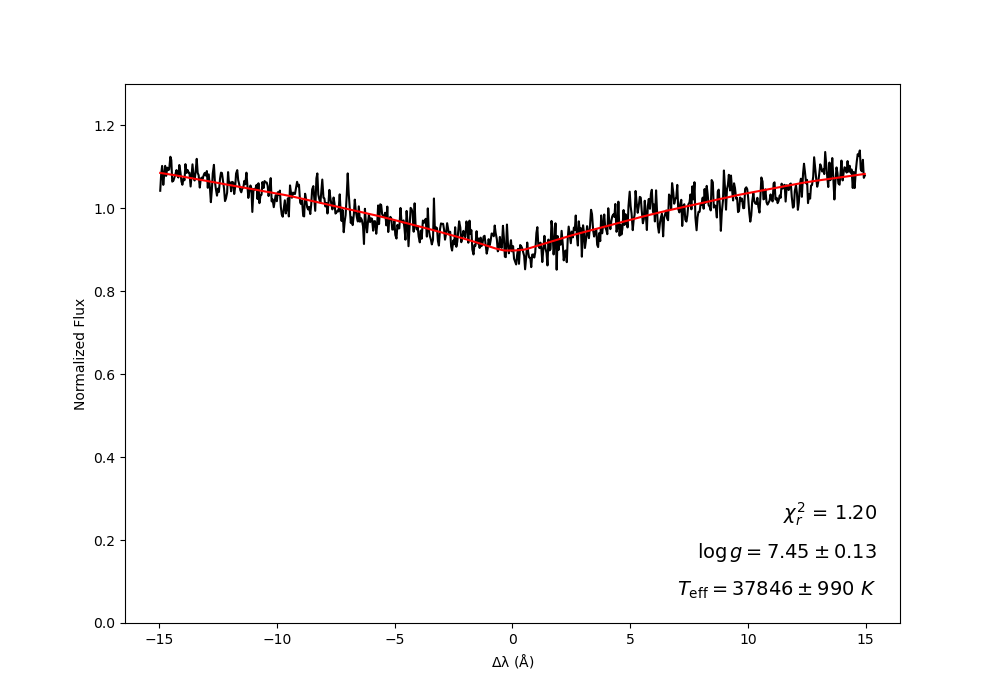 1.2
1.0
0.8
0.6
0.4
0.2
0.0
Normalized Flux
χ²ᵣ = 1.20
log g = 7.45 ± 0.13
T_eff = 37846 ± 990 K
−15 −10 −5 0 5 10 15
Δλ (Å)